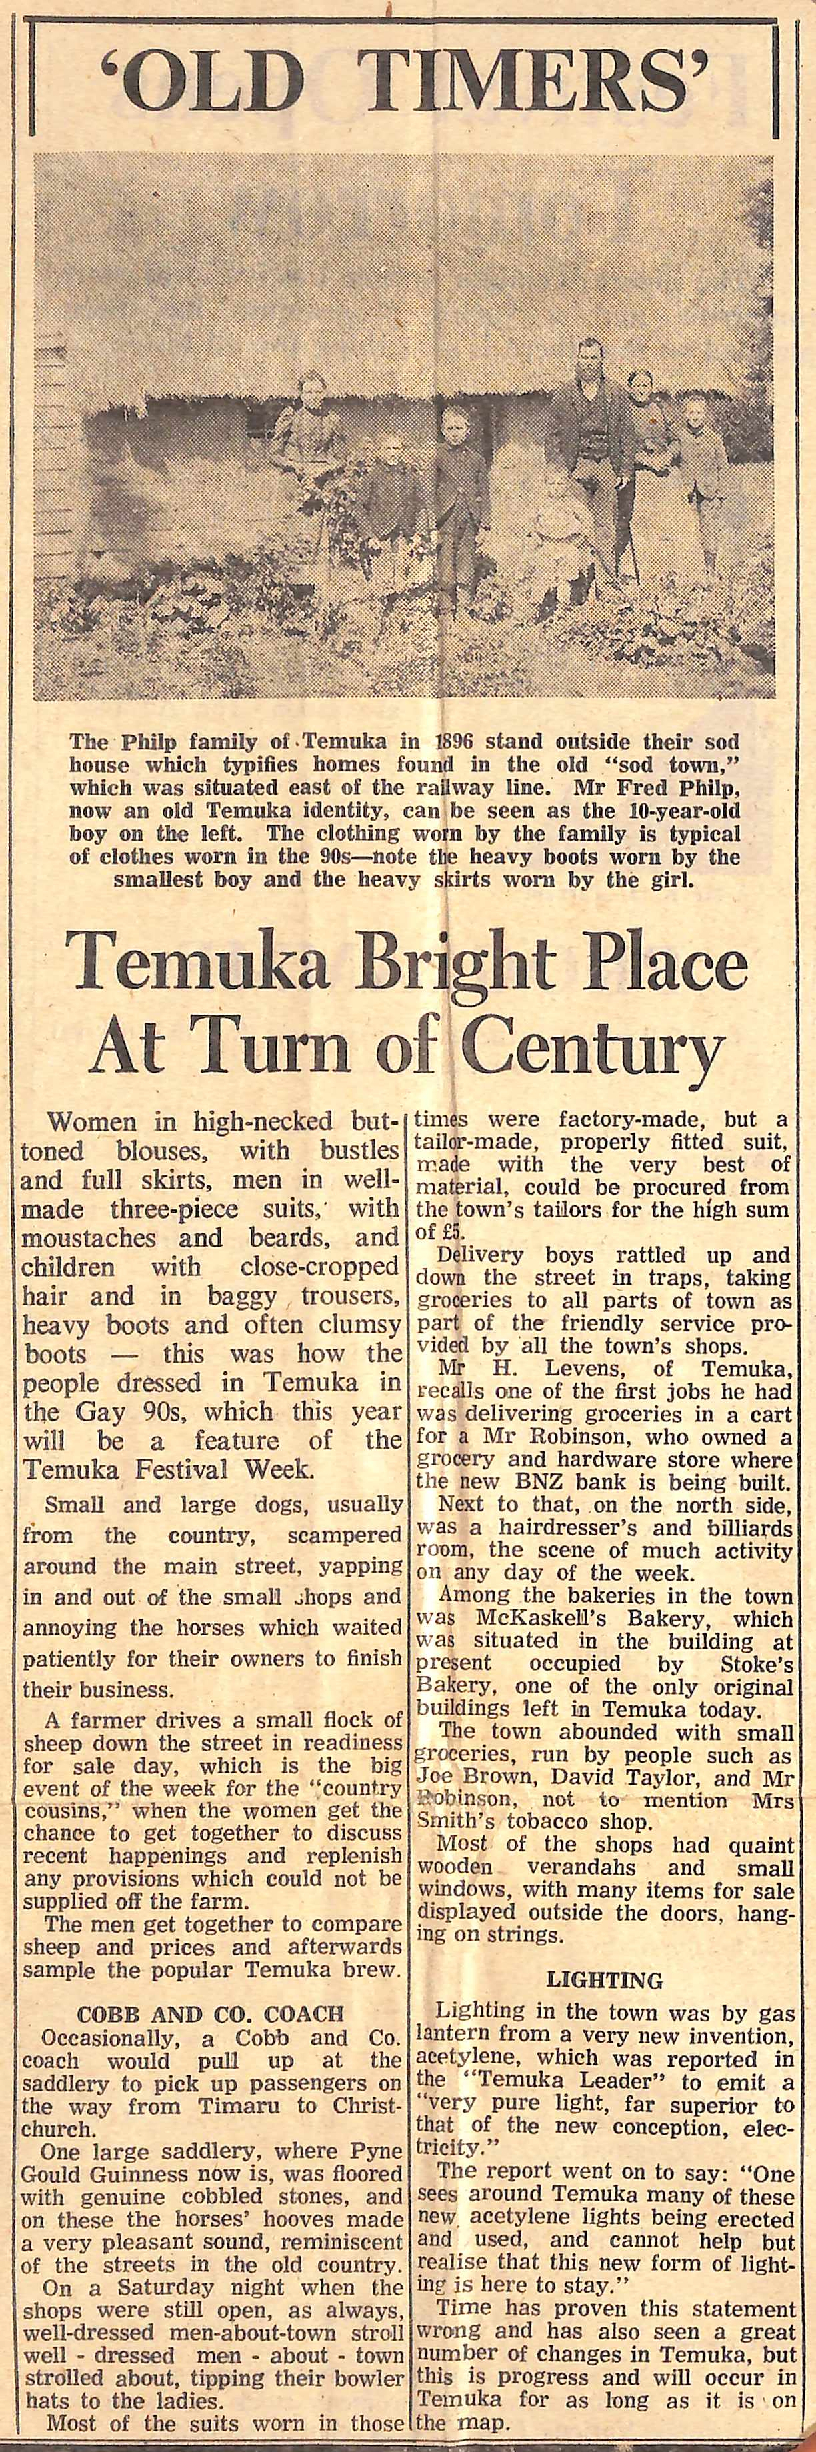 ‘OLD TIMERS’
The Philp family of Temuka in 1896 stand outside their sod
house which typifies homes found in the old “sod town,”
which was situated east of the railway line. Mr Fred Philp,
now an old Temuka identity, can be seen as the 10-year-old
boy on the left. The clothing worn by the family is typical
of clothes worn in the 90s—note the heavy boots worn by the
smallest boy and the heavy skirts worn by the girl.
Temuka Bright Place
At Turn of Century
Women in high-necked but-
toned blouses, with bustles
and full skirts, men in well-
made three-piece suits, with
moustaches and beards, and
children with close-cropped
hair and in baggy trousers,
heavy boots and often clumsy
boots — this was how the
people dressed in Temuka in
the Gay 90s, which this year
will be a feature of the
Temuka Festival Week.
Small and large dogs, usually
from the country, scampered
around the main street, yapping
in and out of the small shops and
annoying the horses which waited
patiently for their owners to finish
their business.
A farmer drives a small flock of
sheep down the street in readiness
for sale day, which is the big
event of the week for the “country
cousins,” when the women get the
chance to get together to discuss
recent happenings and replenish
any provisions which could not be
supplied off the farm.
The men get together to compare
sheep and prices and afterwards
sample the popular Temuka brew.
COBB AND CO. COACH
Occasionally, a Cobb and Co.
coach would pull up at the
saddlery to pick up passengers on
the way from Timaru to Christ-
church.
One large saddlery, where Pyne
Gould Guinness now is, was floored
with genuine cobbled stones, and
on these the horses’ hooves made
a very pleasant sound, reminiscent
of the streets in the old country.
On a Saturday night when the
shops were still open, as always,
well-dressed men-about-town stroll
well - dressed men - about - town
strolled about, tipping their bowler
hats to the ladies.
Most of the suits worn in those
times were factory-made, but a
tailor-made, properly fitted suit,
made with the very best of
material, could be procured from
the town’s tailors for the high sum
of £5.
Delivery boys rattled up and
down the street in traps, taking
groceries to all parts of town as
part of the friendly service pro-
vided by all the town’s shops.
Mr H. Levens, of Temuka,
recalls one of the first jobs he had
was delivering groceries in a cart
for a Mr Robinson, who owned a
grocery and hardware store where
the new BNZ bank is being built.
Next to that, on the north side,
was a hairdresser’s and billiards
room, the scene of much activity
on any day of the week.
Among the bakeries in the town
was McKaskell’s Bakery, which
was situated in the building at
present occupied by Stoke’s
Bakery, one of the only original
buildings left in Temuka today.
The town abounded with small
groceries, run by people such as
Joe Brown, David Taylor, and Mr
Robinson, not to mention Mrs
Smith’s tobacco shop.
Most of the shops had quaint
wooden verandahs and small
windows, with many items for sale
displayed outside the doors, hang-
ing on strings.
LIGHTING
Lighting in the town was by gas
lantern from a very new invention,
acetylene, which was reported in
the “Temuka Leader” to emit a
“very pure light, far superior to
that of the new conception, elec-
tricity.”
The report went on to say: “One
sees around Temuka many of these
new acetylene lights being erected
and used, and cannot help but
realise that this new form of light-
ing is here to stay.”
Time has proven this statement
wrong and has also seen a great
number of changes in Temuka, but
this is progress and will occur in
Temuka for as long as it is on
the map.